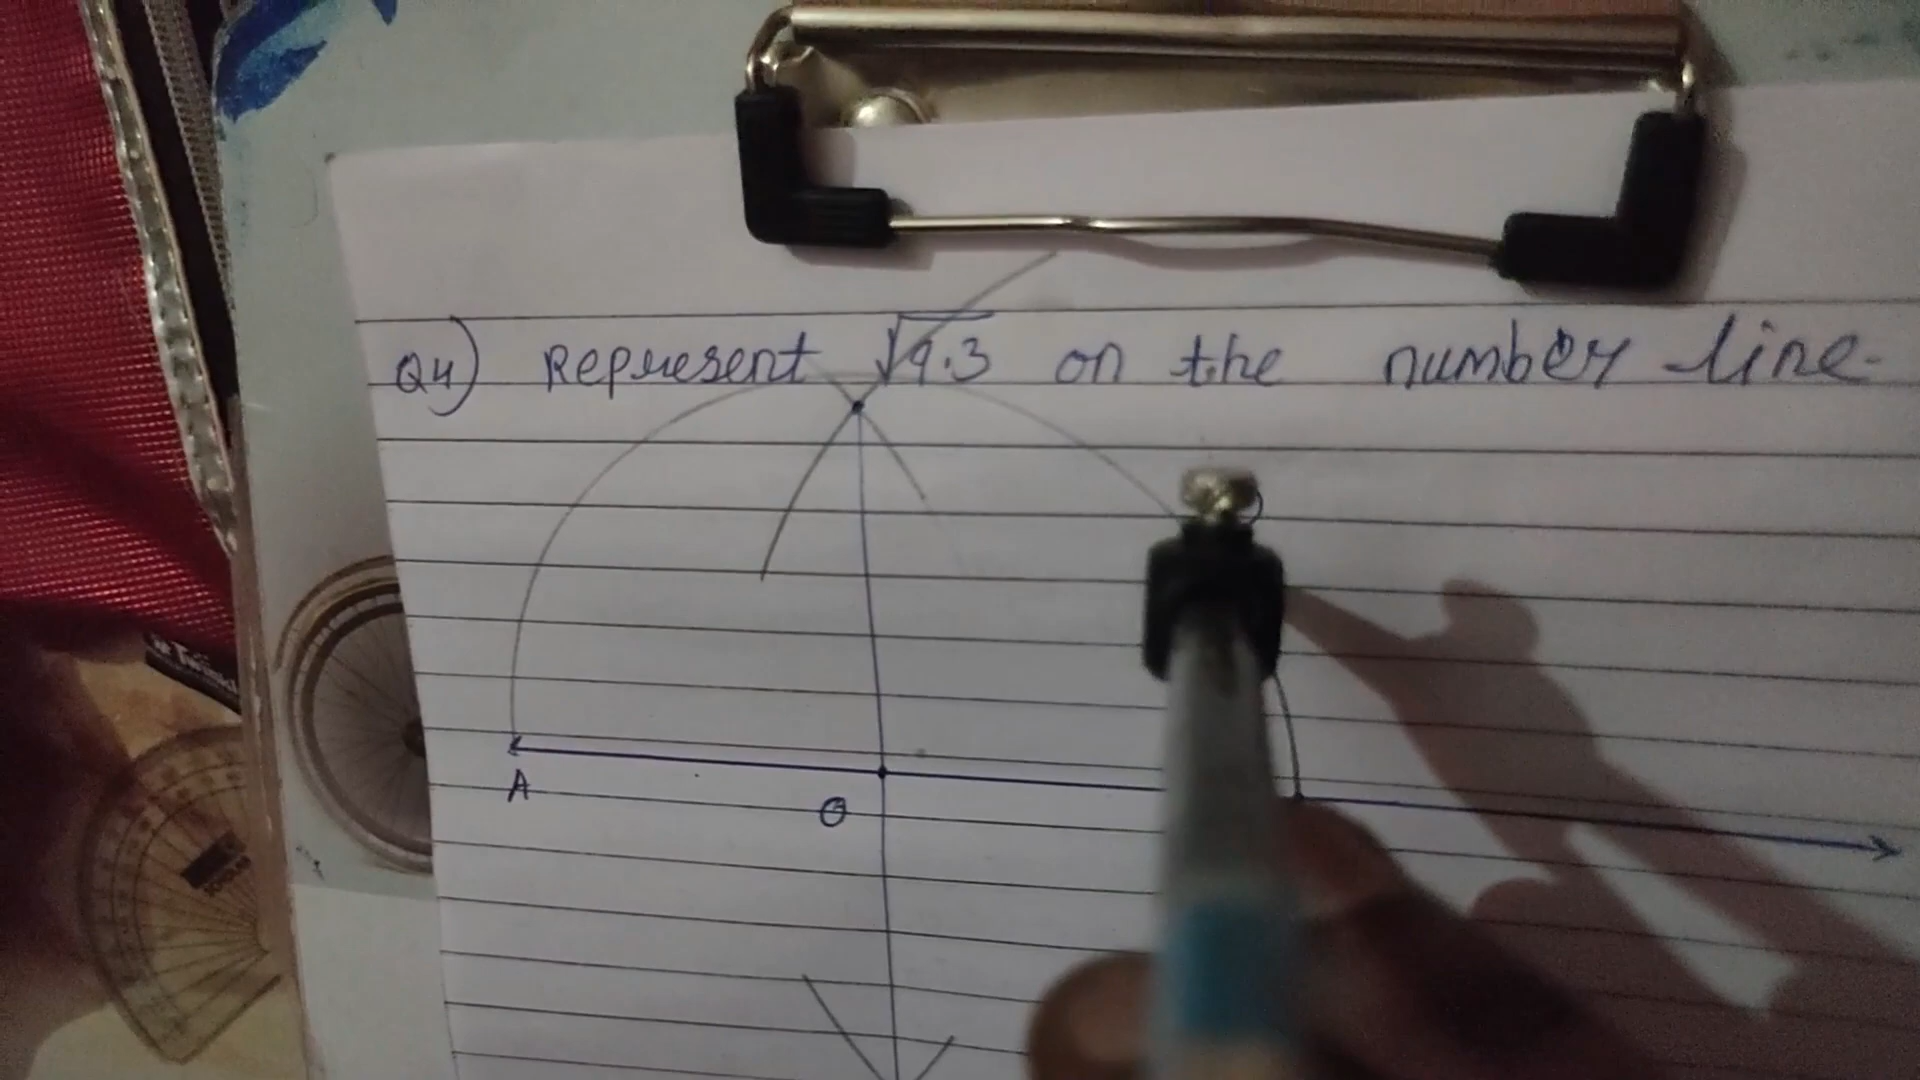 Q4) Represent √9.3 on the number line.
A
O